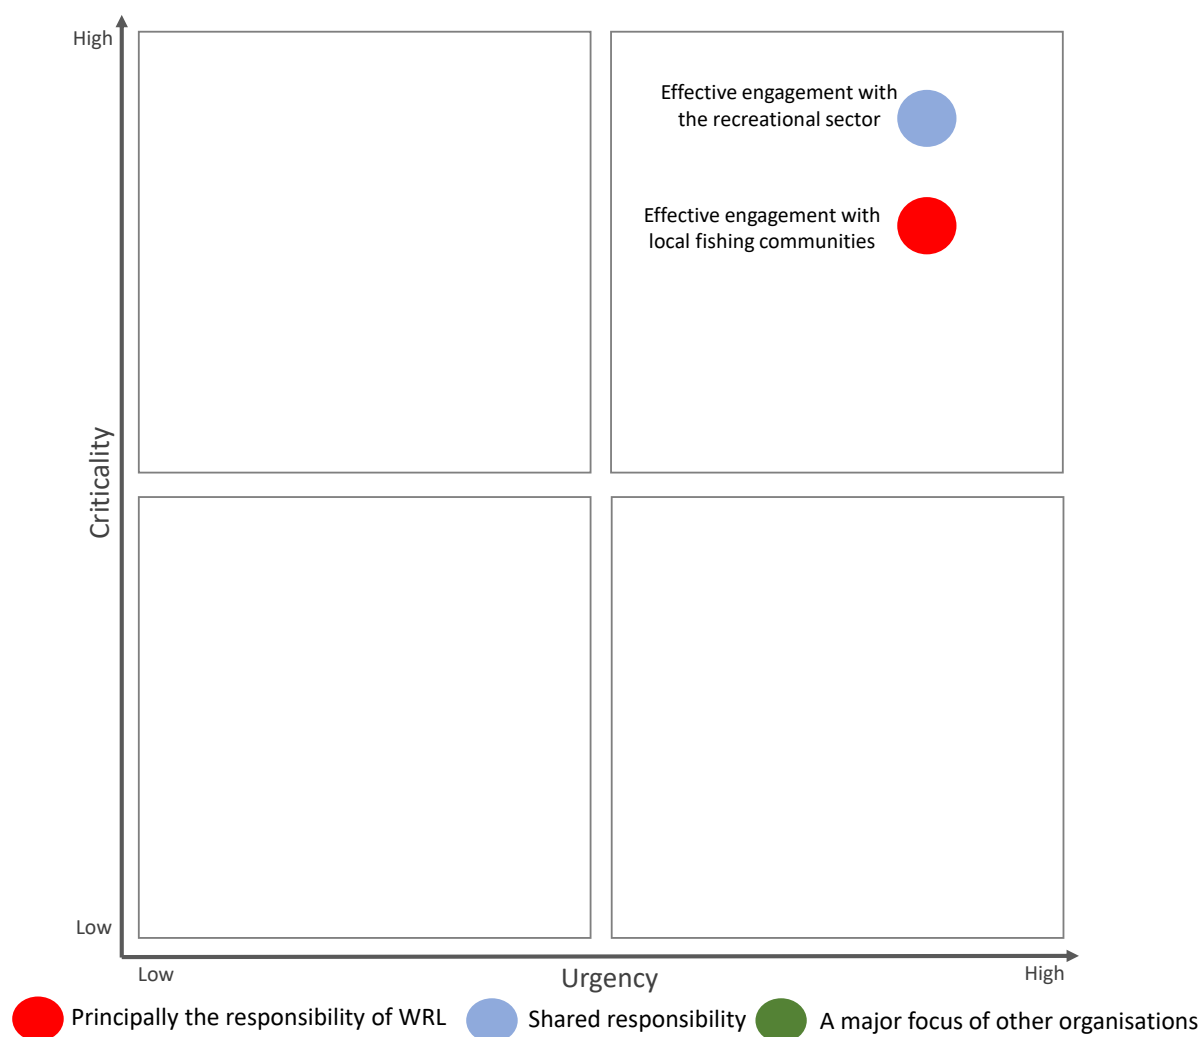 High
Effective engagement with
the recreational sector
Effective engagement with
local fishing communities
Criticality
Low
Low
Urgency
High
Principally the responsibility of WRL
Shared responsibility
A major focus of other organisations